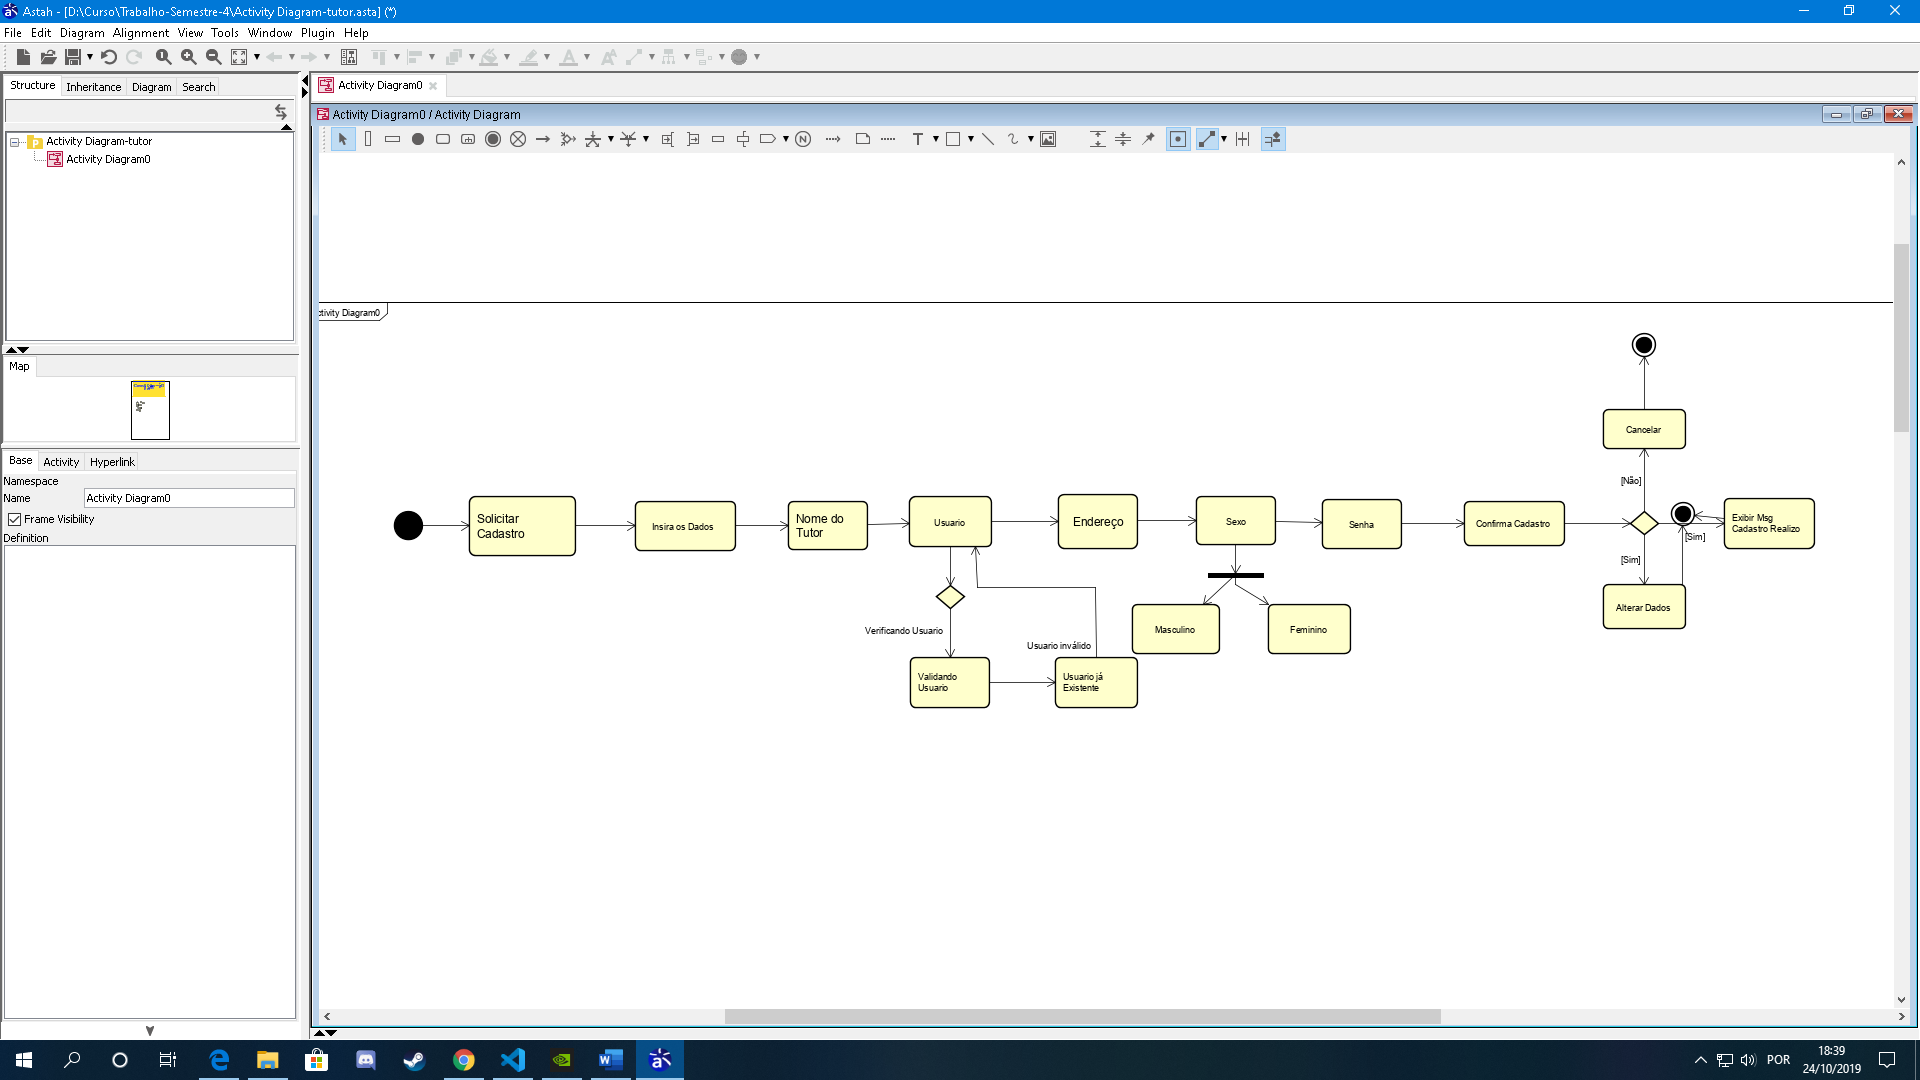 Astah - [D:\Curso\Trabalho-Semestre-4\Activity Diagram-tutor.asta] (*)
File Edit Diagram Alignment View Tools Window Plugin Help
Structure Inheritance Diagram Search
Activity Diagram-tutor
Activity Diagram0
Map
Base Activity Hyperlink
Namespace
Name Activity Diagram0
Frame Visibility
Definition
Activity Diagram0
Activity Diagram0 / Activity Diagram
ctivity Diagram0
Cancelar
[Não]
Solicitar
Cadastro
Insira os Dados
Nome do
Tutor
Usuario
Endereço
Sexo
Senha
Confirma Cadastro
Exibir Msg
Cadastro Realizo
[Sim]
[Sim]
Alterar Dados
Verificando Usuario
Usuario inválido
Masculino
Feminino
Validando
Usuario
Usuario já
Existente
POR
18:39
24/10/2019